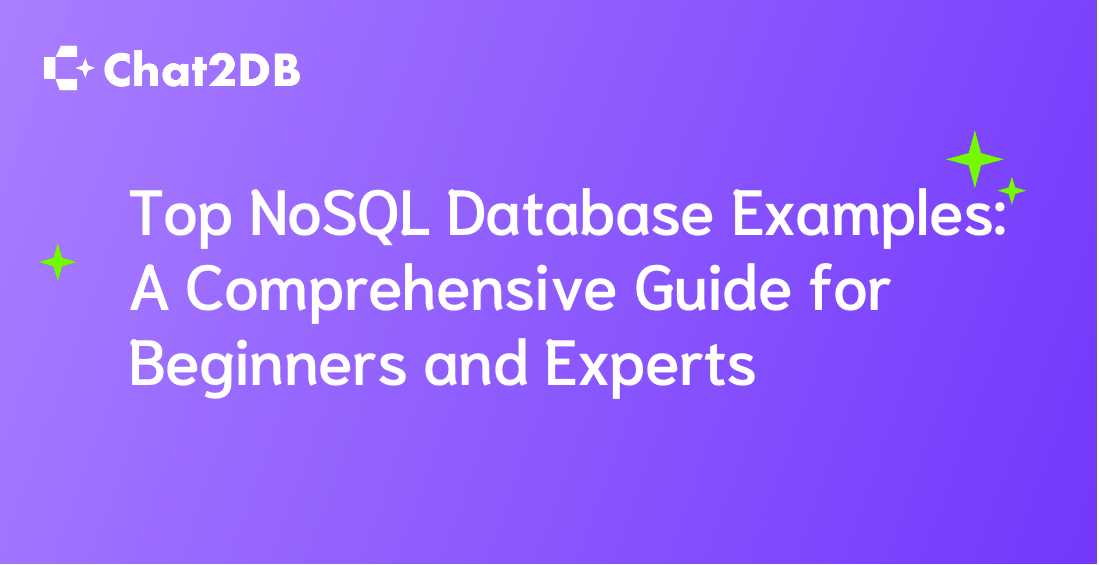 Chat2DB
Top NoSQL Database Examples:
A Comprehensive Guide for
Beginners and Experts